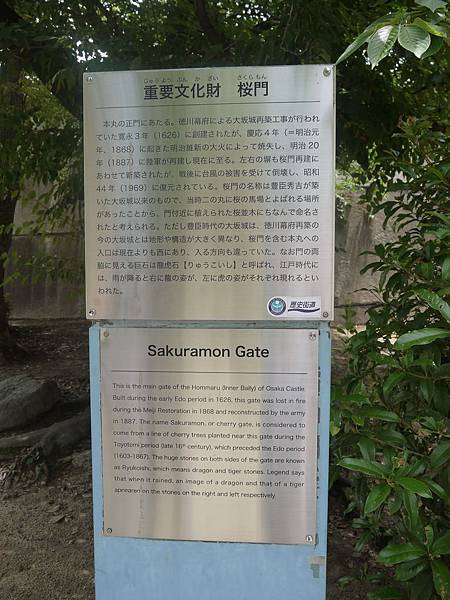 じゅうようぶんかざい さくらもん
重要文化財 桜門
本丸の正門にあたる。徳川幕府による大坂城再築工事が行われ
ていた寛永3年(1626)に創建されたが、慶応4年(=明治元
年、1868)に起きた明治維新の大火によって焼失し、明治20
年(1887)に陸軍が再建し現在に至る。左右の塀も桜門再建に
あわせて新築されたが、戦後に台風の被害を受けて倒壊し、昭和
44年(1969)に復元されている。桜門の名称は豊臣秀吉が築
いた大坂城以来のもので、当時二の丸に桜の馬場とよばれる場所
があったことから、門付近に植えられた桜並木にちなんで命名さ
れたと考えられる。ただし豊臣時代の大坂城は、徳川幕府再築の
今の大坂城とは地形や構造が大きく異なり、桜門を含む本丸への
入口は現在よりも西にあり、入る方向も違っていた。なお門の両
脇に見える巨石は龍虎石【りゅうこいし】と呼ばれ、江戸時代に
は、雨が降ると右に龍の姿が、左に虎の姿がそれぞれ現れるとい
われた。
歴史街道
Sakuramon Gate
This is the main gate of the Hommaru (Inner Baily) of Osaka Castle.
Built during the early Edo period in 1626, this gate was lost in fire
during the Meiji Restoration in 1868 and reconstructed by the army
in 1887. The name Sakuramon, or cherry gate, is considered to
come from a line of cherry trees planted near this gate during the
Toyotomi period (late 16th century), which preceded the Edo period
(1603-1867). The huge stones on both sides of the gate are known
as Ryukoishi, which means dragon and tiger stones. Legend says
that when it rained, an image of a dragon and that of a tiger
appeared on the stones on the right and left respectively